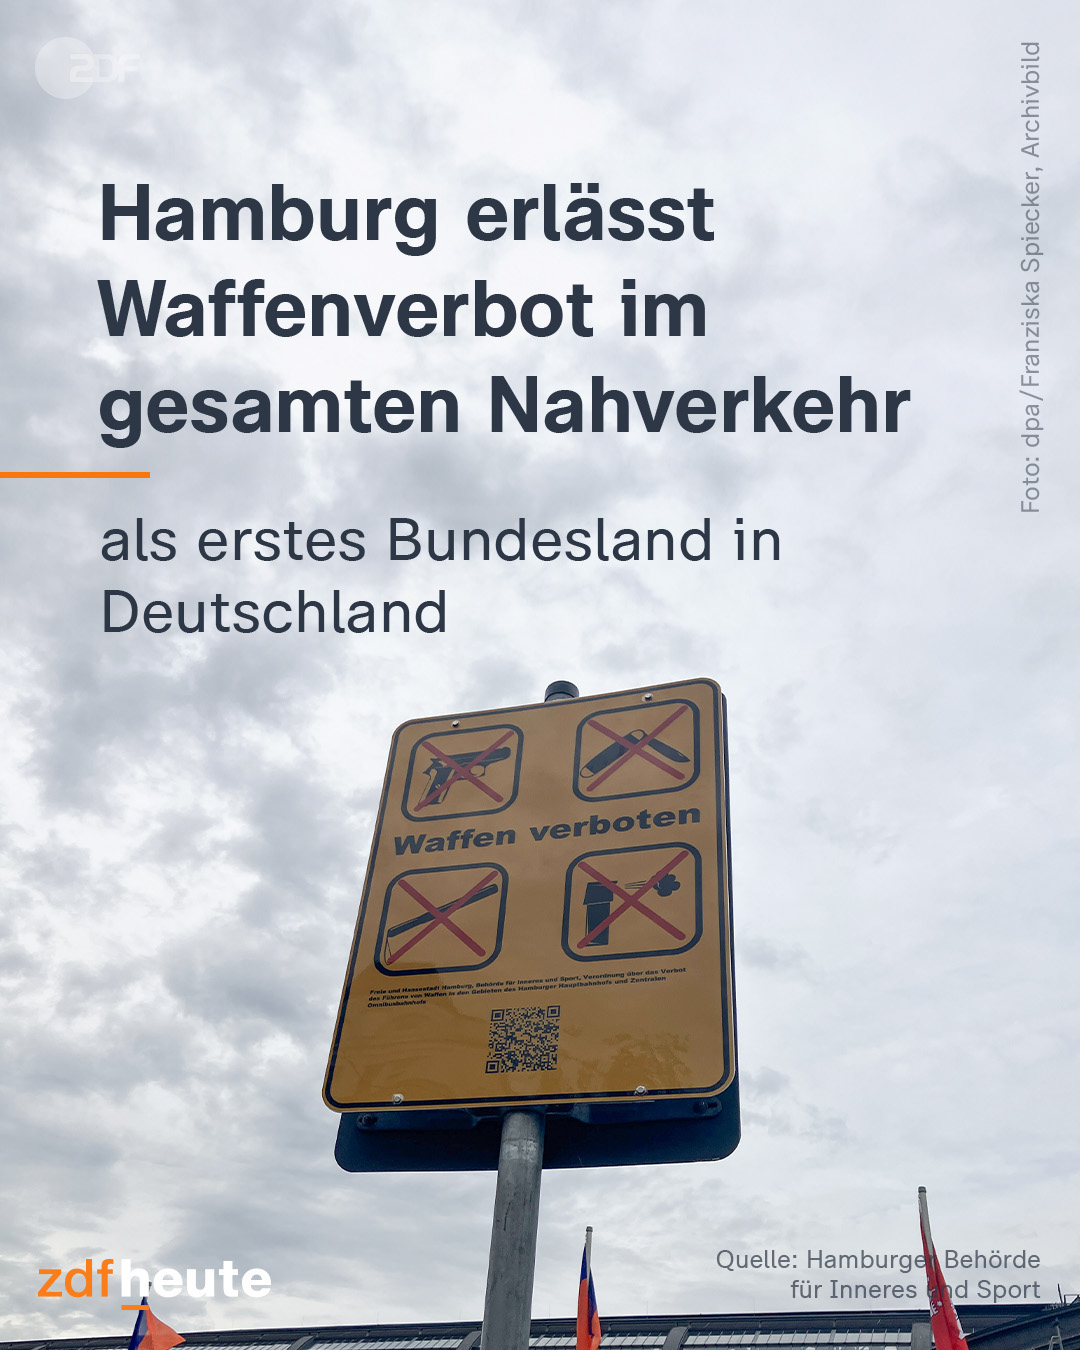 ZDF
Foto: dpa/Franziska Spiecker, Archivbild
Hamburg erlässt
Waffenverbot im
gesamten Nahverkehr
als erstes Bundesland in
Deutschland
Waffen verboten
Freie und Hansestadt Hamburg, Behörde für Inneres und Sport, Verordnung über das Verbot
des Führens von Waffen in den Gebieten des Hamburger Hauptbahnhofs und Zentralen
Omnibusbahnhofs
zdfheute
Quelle: Hamburger Behörde
für Inneres und Sport